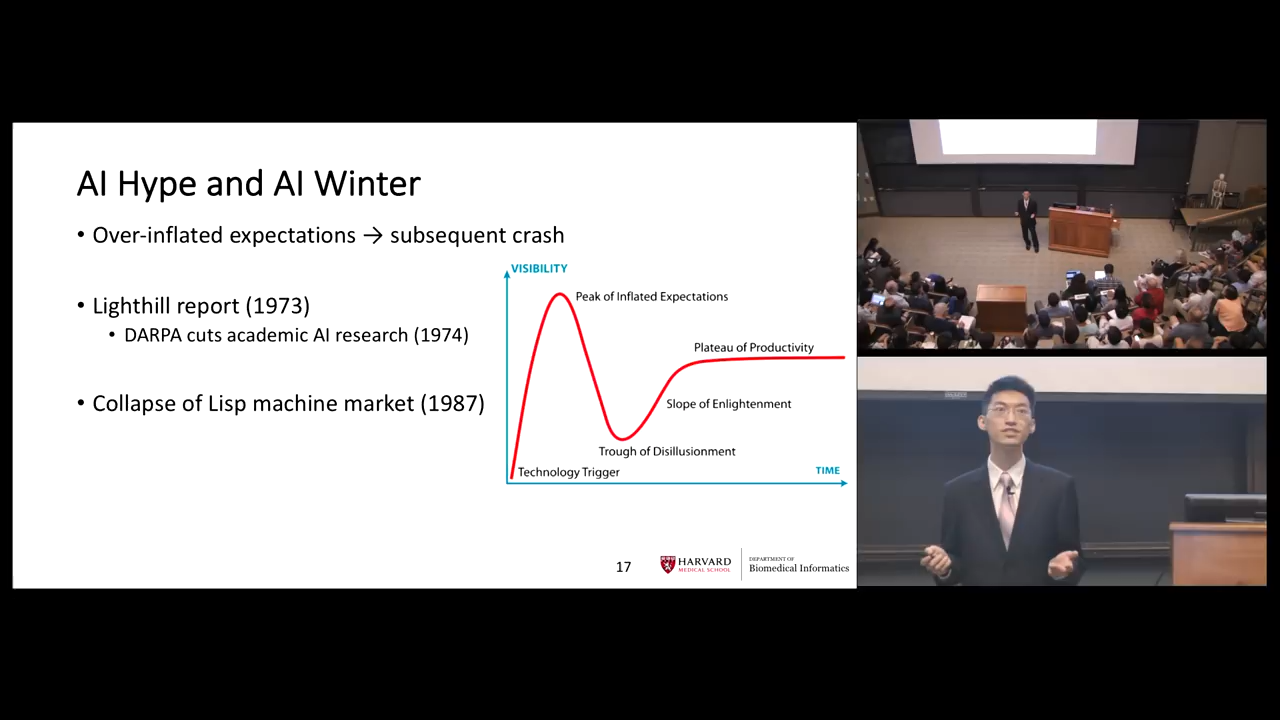 AI Hype and AI Winter
• Over-inflated expectations → subsequent crash
• Lighthill report (1973)
• DARPA cuts academic AI research (1974)
• Collapse of Lisp machine market (1987)
VISIBILITY
Peak of Inflated Expectations
Plateau of Productivity
Slope of Enlightenment
Trough of Disillusionment
Technology Trigger
TIME
17
HARVARD
MEDICAL SCHOOL
DEPARTMENT OF
Biomedical Informatics